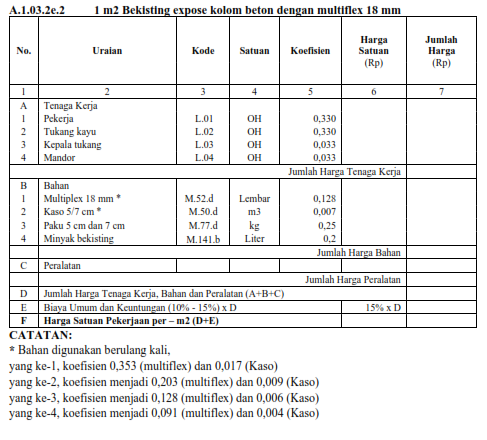 A.1.03.2e.2 1 m2 Bekisting expose kolom beton dengan multiflex 18 mm
No. Uraian Kode Satuan Koefisien Harga Satuan (Rp) Jumlah Harga (Rp)
1 2 3 4 5 6 7
A Tenaga Kerja
1 Pekerja L.01 OH 0,330
2 Tukang kayu L.02 OH 0,330
3 Kepala tukang L.03 OH 0,033
4 Mandor L.04 OH 0,033
Jumlah Harga Tenaga Kerja
B Bahan
1 Multiplex 18 mm * M.52.d Lembar 0,128
2 Kaso 5/7 cm * M.50.d m3 0,007
3 Paku 5 cm dan 7 cm M.77.d kg 0,25
4 Minyak bekisting M.141.b Liter 0,2
Jumlah Harga Bahan
C Peralatan
Jumlah Harga Peralatan
D Jumlah Harga Tenaga Kerja, Bahan dan Peralatan (A+B+C)
E Biaya Umum dan Keuntungan (10% - 15%) x D 15% x D
F Harga Satuan Pekerjaan per – m2 (D+E)
CATATAN:
* Bahan digunakan berulang kali,
yang ke-1, koefisien 0,353 (multiflex) dan 0,017 (Kaso)
yang ke-2, koefisien menjadi 0,203 (multiflex) dan 0,009 (Kaso)
yang ke-3, koefisien menjadi 0,128 (multiflex) dan 0,006 (Kaso)
yang ke-4, koefisien menjadi 0,091 (multiflex) dan 0,004 (Kaso)